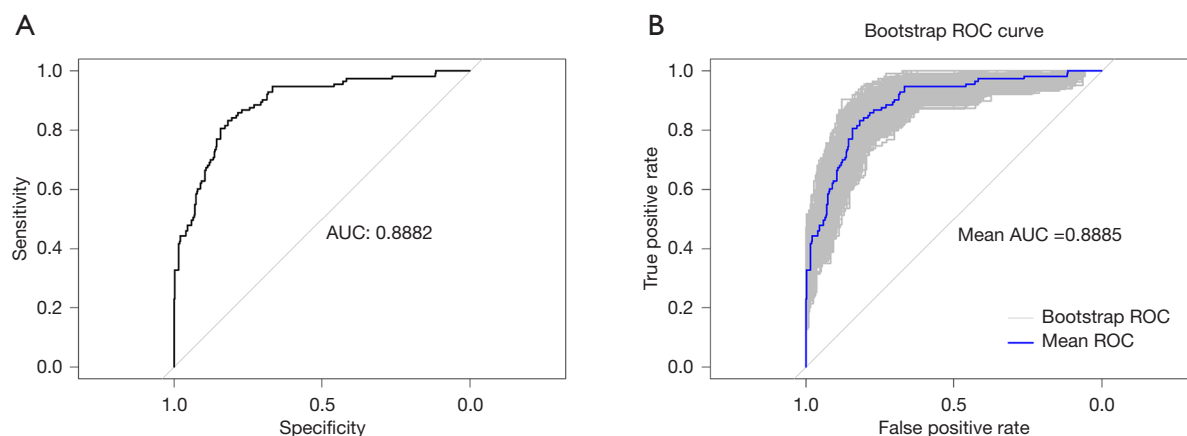 A
1.0
0.8
0.6
0.4
0.2
0.0
Sensitivity
AUC: 0.8882
1.0 0.5 0.0
Specificity
B
Bootstrap ROC curve
1.0
0.8
0.6
0.4
0.2
0.0
True positive rate
Mean AUC =0.8885
Bootstrap ROC
Mean ROC
1.0 0.5 0.0
False positive rate